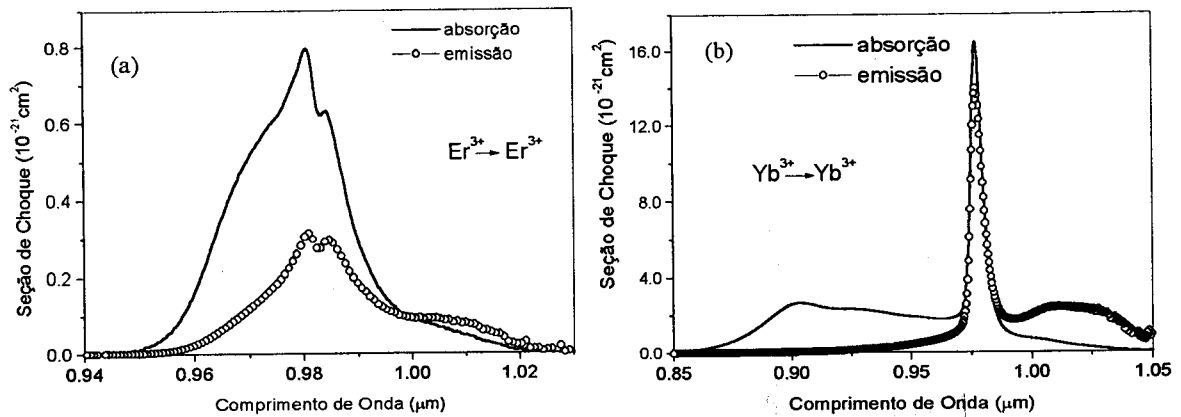 (a)
absorção
emissão
Er³⁺→Er³⁺
Seção de Choque (10⁻²¹cm²)
0.8
0.6
0.4
0.2
0.0
0.94
0.96
0.98
1.00
1.02
Comprimento de Onda (μm)
(b)
absorção
emissão
Yb³⁺→Yb³⁺
Seção de Choque (10⁻²¹cm²)
16.0
12.0
8.0
4.0
0.0
0.85
0.90
0.95
1.00
1.05
Comprimento de Onda (μm)